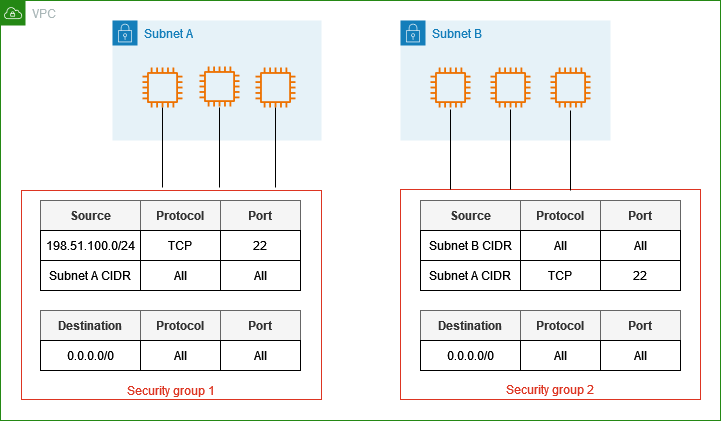 VPC
Subnet A
Subnet B
Source Protocol Port
198.51.100.0/24 TCP 22
Subnet A CIDR All All
Destination Protocol Port
0.0.0.0/0 All All
Security group 1
Source Protocol Port
Subnet B CIDR All All
Subnet A CIDR TCP 22
Destination Protocol Port
0.0.0.0/0 All All
Security group 2